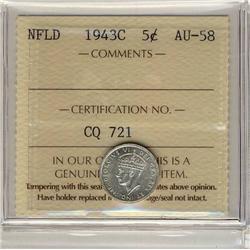 NFLD 1943C 5¢ AU-58
COMMENTS
CERTIFICATION NO.
CQ 721
IN OUR O IS IS A
GENUIN ITEM.
Tampering with this sea ates above opinion.
Have holder replaced i age/seal not intact.